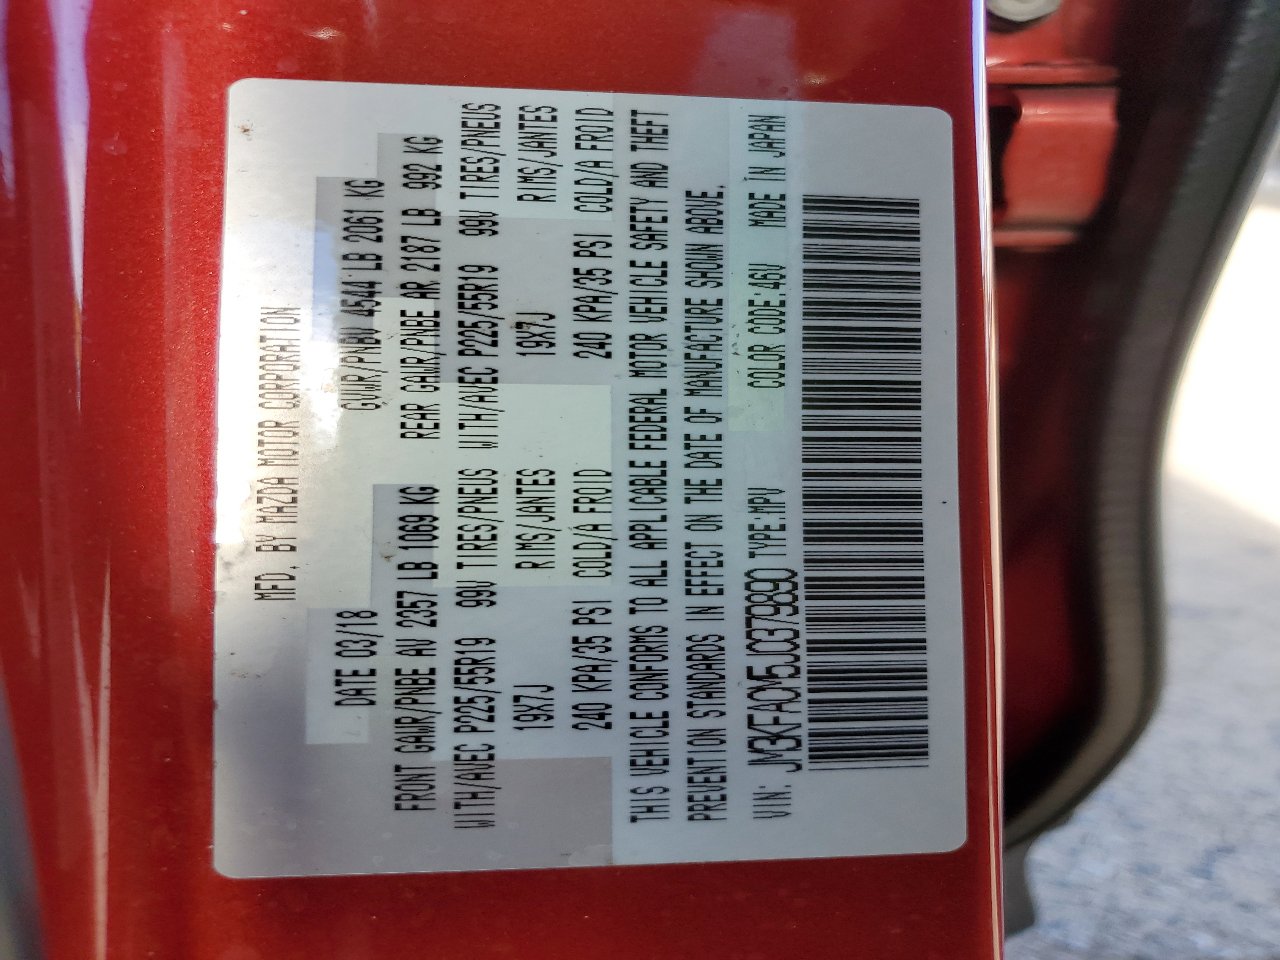 MFD. BY MAZDA MOTOR CORPORATION
DATE 03/18 GVWR/PNBV 4544 LB 2061 KG
FRONT GAWR/PNBE AV 2357 LB 1069 KG REAR GAWR/PNBE AR 2187 LB 992 KG
WITH/AVEC P225/55R19 99V TIRES/PNEUS WITH/AVEC P225/55R19 99V TIRES/PNEUS
19X7J RIMS/JANTES 19X7J RIMS/JANTES
240 KPA/35 PSI COLD/A FROID 240 KPA/35 PSI COLD/A FROID
THIS VEHICLE CONFORMS TO ALL APPLICABLE FEDERAL MOTOR VEHICLE SAFETY AND THEFT
PREVENTION STANDARDS IN EFFECT ON THE DATE OF MANUFACTURE SHOWN ABOVE.
VIN: JM3KFACM5J0379890 TYPE:MPV COLOR CODE:46V MADE IN JAPAN